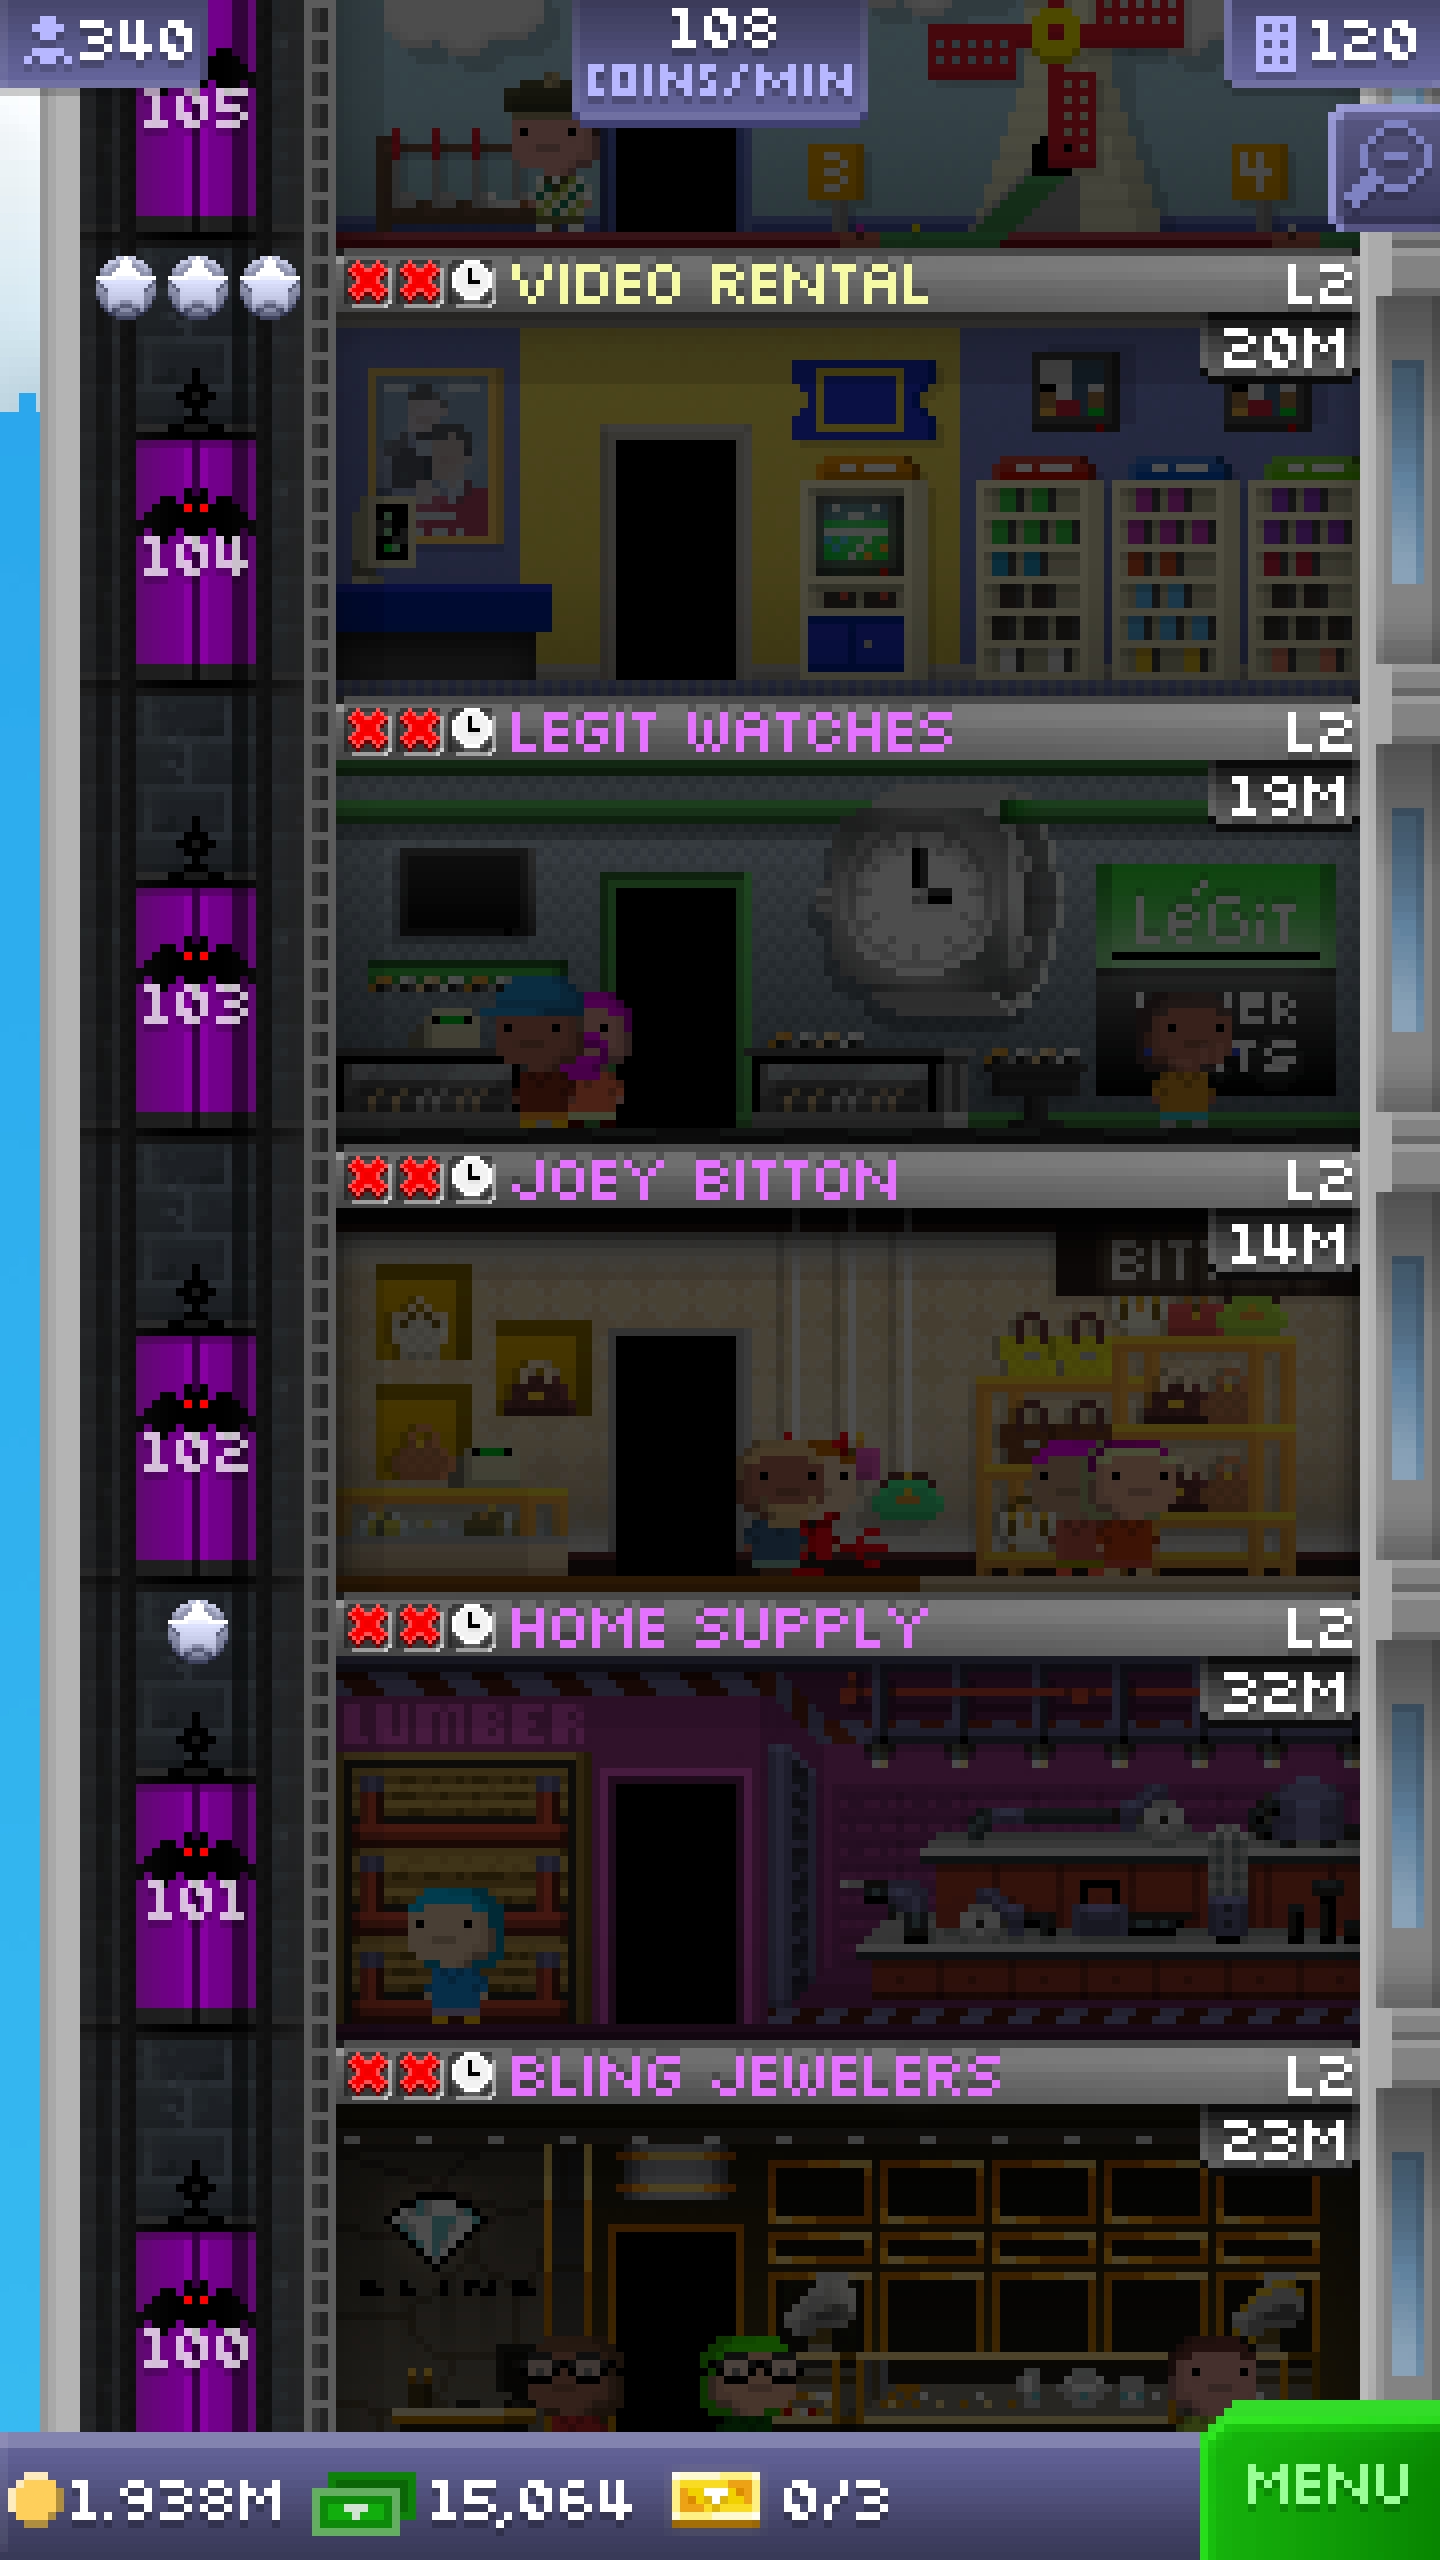 340
108
COINS/MIN
120
105
3
4
VIDEO RENTAL
L2
20M
104
LEGIT WATCHES
L2
19M
LéGiT
103
JOEY BITTON
L2
14M
102
HOME SUPPLY
L2
32M
LUMBER
101
BLING JEWELERS
L2
23M
BLING
100
1.938M
15,064
0/3
MENU